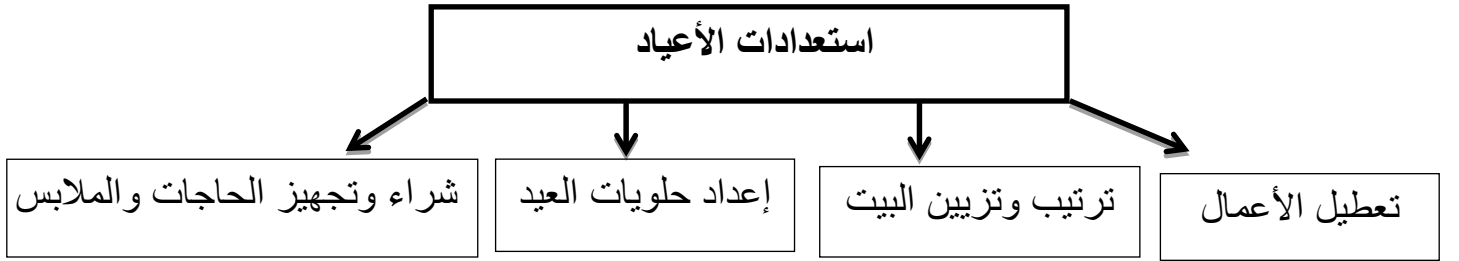 استعدادات الأعياد
تعطيل الأعمال
ترتيب وتزيين البيت
إعداد حلويات العيد
شراء وتجهيز الحاجات والملابس